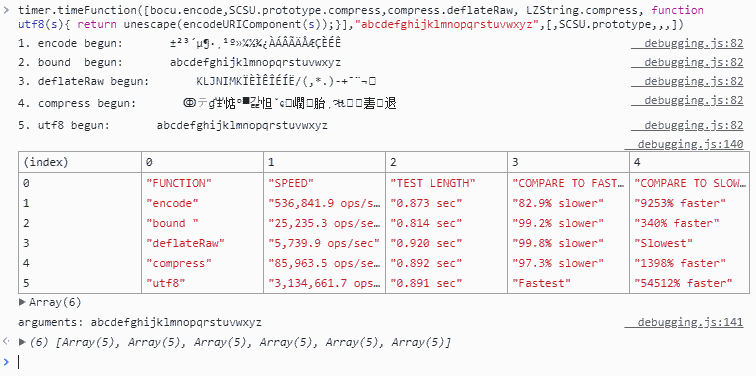 timer.timeFunction([bocu.encode,SCSU.prototype.compress,compress.deflateRaw, LZString.compress, function
utf8(s){ return unescape(encodeURIComponent(s));}],"abcdefghijklmnopqrstuvwxyz",[,SCSU.prototype,,,])
1. encode begun: ±²³´µ¶·¸¹º»¼½¾¿ÀÁÂÃÄÅÆÇÈÉÊ debugging.js:82
2. bound begun: abcdefghijklmnopqrstuvwxyz debugging.js:82
3. deflateRaw begun: debugging.js:82
4. compress begun: debugging.js:82
5. utf8 begun: abcdefghijklmnopqrstuvwxyz debugging.js:82
debugging.js:140
(index) 0 1 2 3 4
0 "FUNCTION" "SPEED" "TEST LENGTH" "COMPARE TO FAST… "COMPARE TO SLOW…
1 "encode" "536,841.9 ops/s… "0.873 sec" "82.9% slower" "9253% faster"
2 "bound " "25,235.3 ops/se… "0.814 sec" "99.2% slower" "340% faster"
3 "deflateRaw" "5,739.9 ops/sec" "0.920 sec" "99.8% slower" "Slowest"
4 "compress" "85,963.5 ops/se… "0.892 sec" "97.3% slower" "1398% faster"
5 "utf8" "3,134,661.7 ops… "0.891 sec" "Fastest" "54512% faster"
Array(6)
arguments: abcdefghijklmnopqrstuvwxyz debugging.js:141
(6) [Array(5), Array(5), Array(5), Array(5), Array(5), Array(5)]